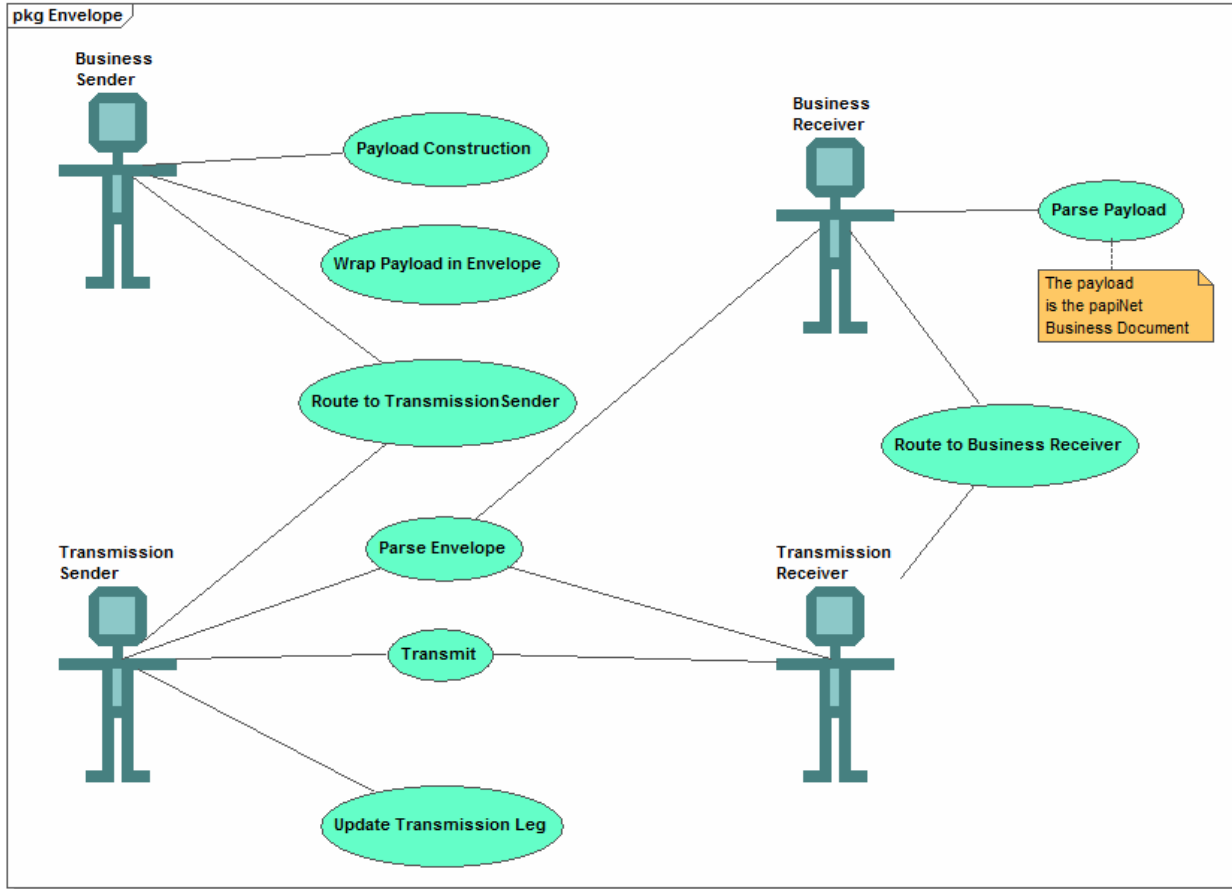 pkg Envelope
Business
Sender
Payload Construction
Wrap Payload in Envelope
Business
Receiver
Parse Payload
The payload
is the papiNet
Business Document
Route to TransmissionSender
Route to Business Receiver
Transmission
Sender
Parse Envelope
Transmission
Receiver
Transmit
Update Transmission Leg